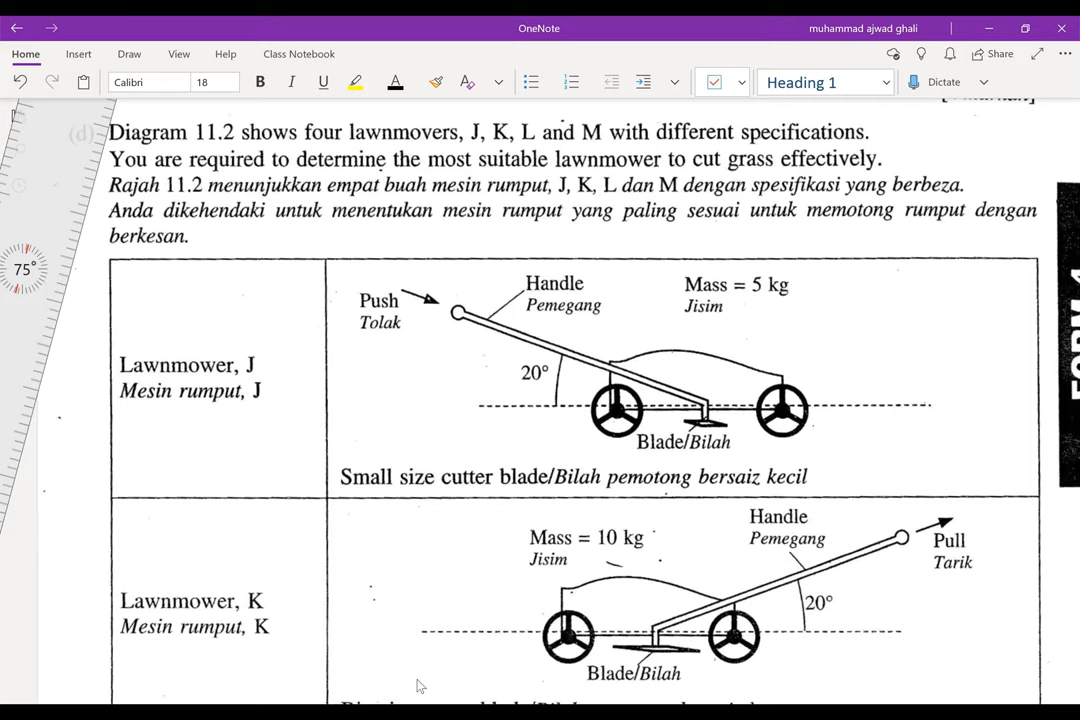 OneNote
muhammad ajwad ghali
Home Insert Draw View Help Class Notebook Share
Calibri 18 B I U A Heading 1 Dictate
(d) Diagram 11.2 shows four lawnmovers, J, K, L and M with different specifications.
You are required to determine the most suitable lawnmower to cut grass effectively.
Rajah 11.2 menunjukkan empat buah mesin rumput, J, K, L dan M dengan spesifikasi yang berbeza.
Anda dikehendaki untuk menentukan mesin rumput yang paling sesuai untuk memotong rumput dengan
berkesan.
75°
Lawnmower, J
Mesin rumput, J
Push
Tolak
Handle
Pemegang
Mass = 5 kg
Jisim
20°
Blade/Bilah
Small size cutter blade/Bilah pemotong bersaiz kecil
Lawnmower, K
Mesin rumput, K
Mass = 10 kg
Jisim
Handle
Pemegang
Pull
Tarik
20°
Blade/Bilah